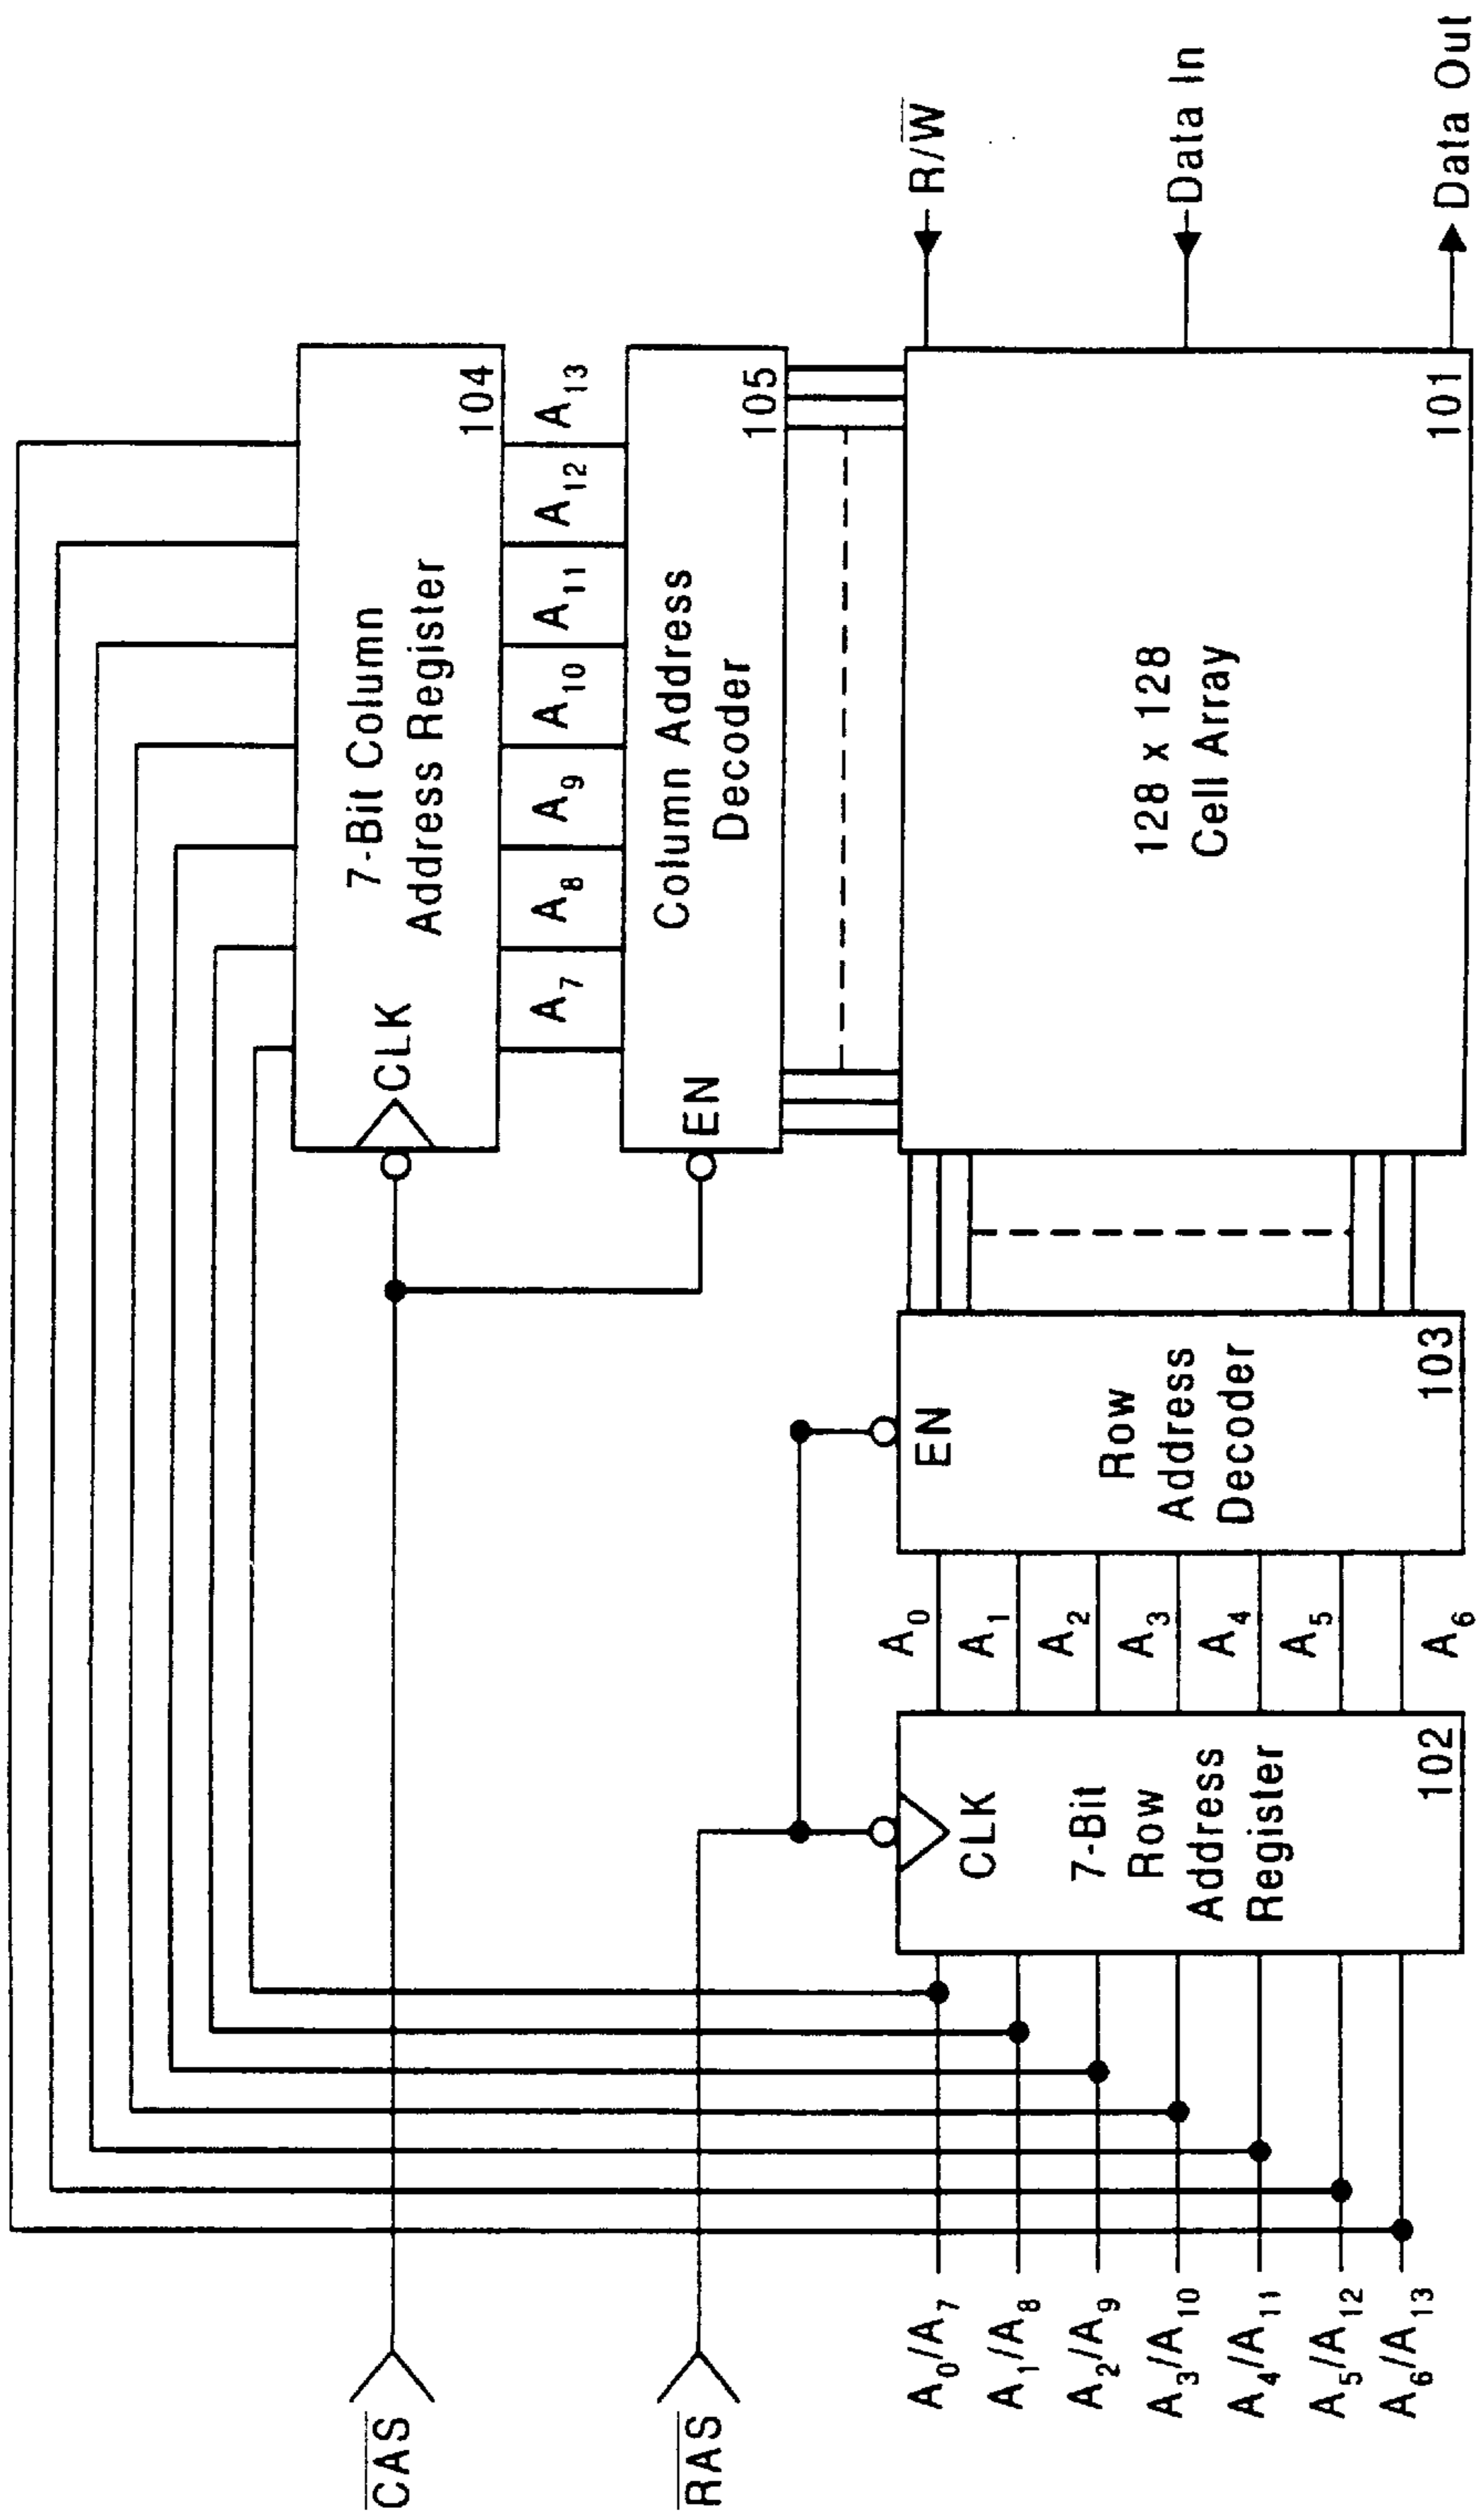 7-Bit Column
Address Register
CLK
104
A7 A8 A9 A10 A11 A12 A13
Column Address
Decoder
EN
105
C̅A̅S̅
R̅A̅S̅
R/W̅
Data In
Data Out
A0/A7
A1/A8
A2/A9
A3/A10
A4/A11
A5/A12
A6/A13
CLK
7-Bit
Row
Address
Register
102
A0
A1
A2
A3
A4
A5
A6
EN
Row
Address
Decoder
103
128 x 128
Cell Array
101